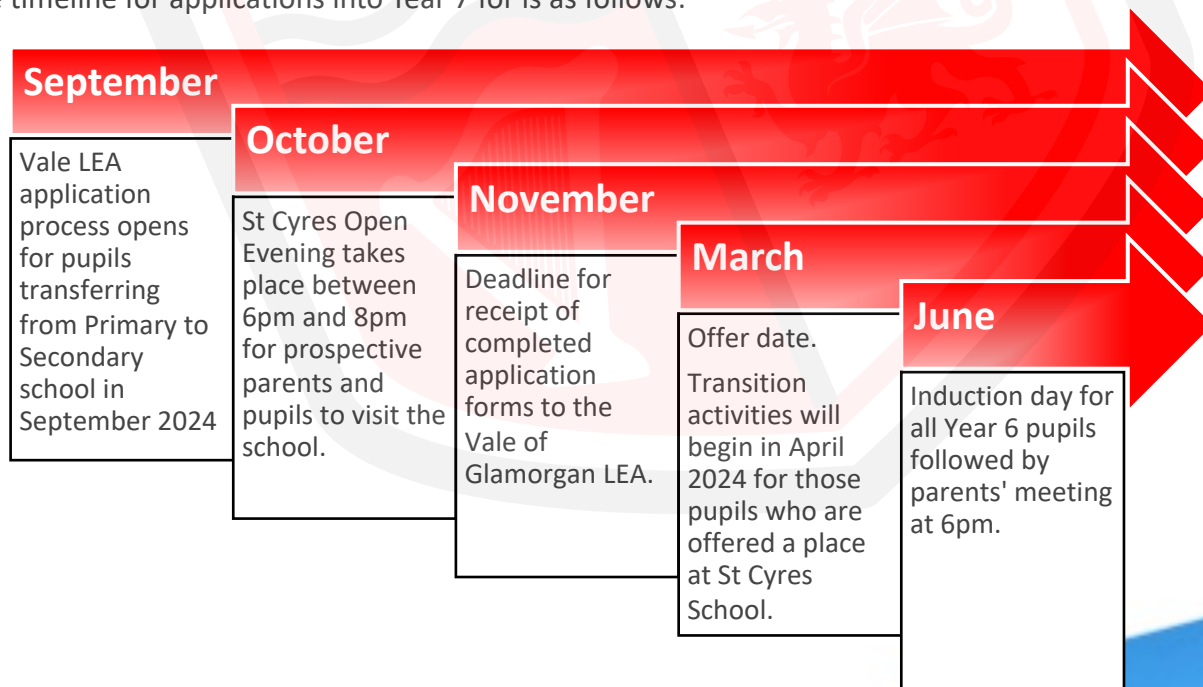 timeline for applications into Year 7 for is as follows:
September
Vale LEA
application
process opens
for pupils
transferring
from Primary to
Secondary
school in
September 2024
October
St Cyres Open
Evening takes
place between
6pm and 8pm
for prospective
parents and
pupils to visit the
school.
November
Deadline for
receipt of
completed
application
forms to the
Vale of
Glamorgan LEA.
March
Offer date.
Transition
activities will
begin in April
2024 for those
pupils who are
offered a place
at St Cyres
School.
June
Induction day for
all Year 6 pupils
followed by
parents' meeting
at 6pm.